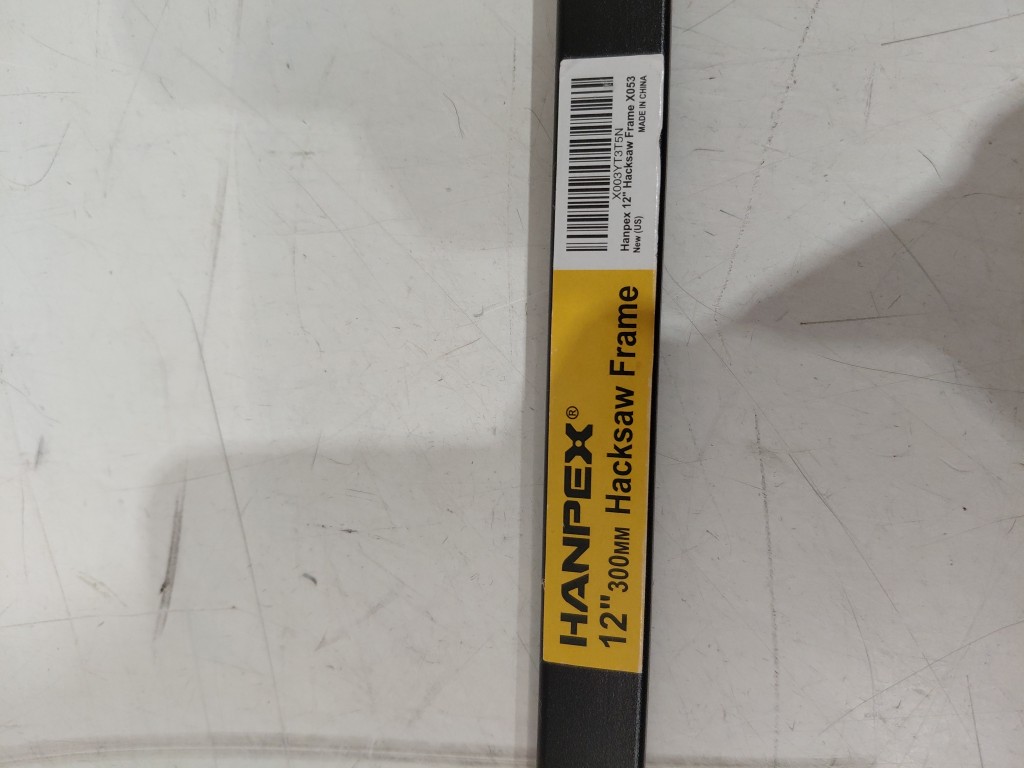 HANPEX®
12" 300MM Hacksaw Frame
X003YT3T5N
Hanpex 12" Hacksaw Frame X053
New (US)
MADE IN CHINA